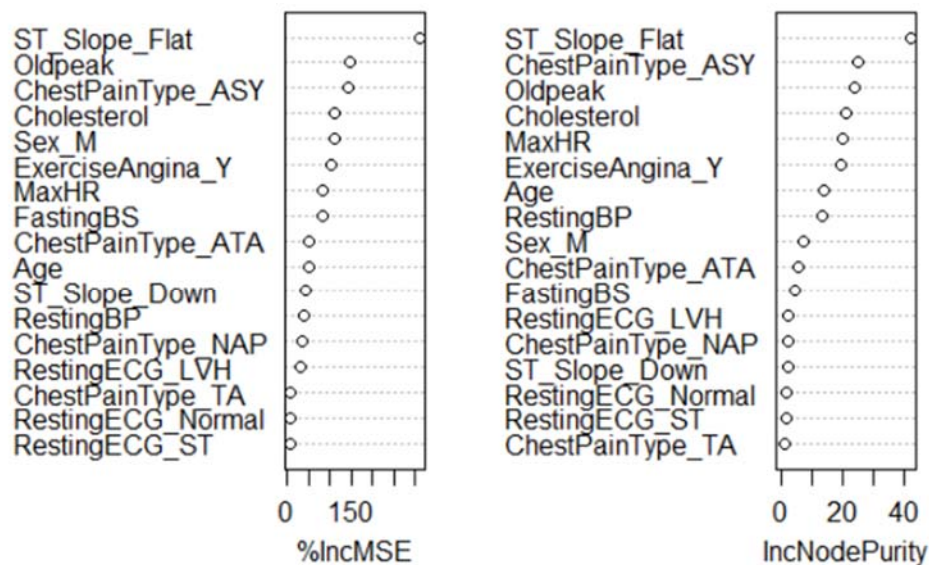 ST_Slope_Flat
Oldpeak
ChestPainType_ASY
Cholesterol
Sex_M
ExerciseAngina_Y
MaxHR
FastingBS
ChestPainType_ATA
Age
ST_Slope_Down
RestingBP
ChestPainType_NAP
RestingECG_LVH
ChestPainType_TA
RestingECG_Normal
RestingECG_ST
0 150
%IncMSE
ST_Slope_Flat
ChestPainType_ASY
Oldpeak
Cholesterol
MaxHR
ExerciseAngina_Y
Age
RestingBP
Sex_M
ChestPainType_ATA
FastingBS
RestingECG_LVH
ChestPainType_NAP
ST_Slope_Down
RestingECG_Normal
RestingECG_ST
ChestPainType_TA
0 20 40
IncNodePurity